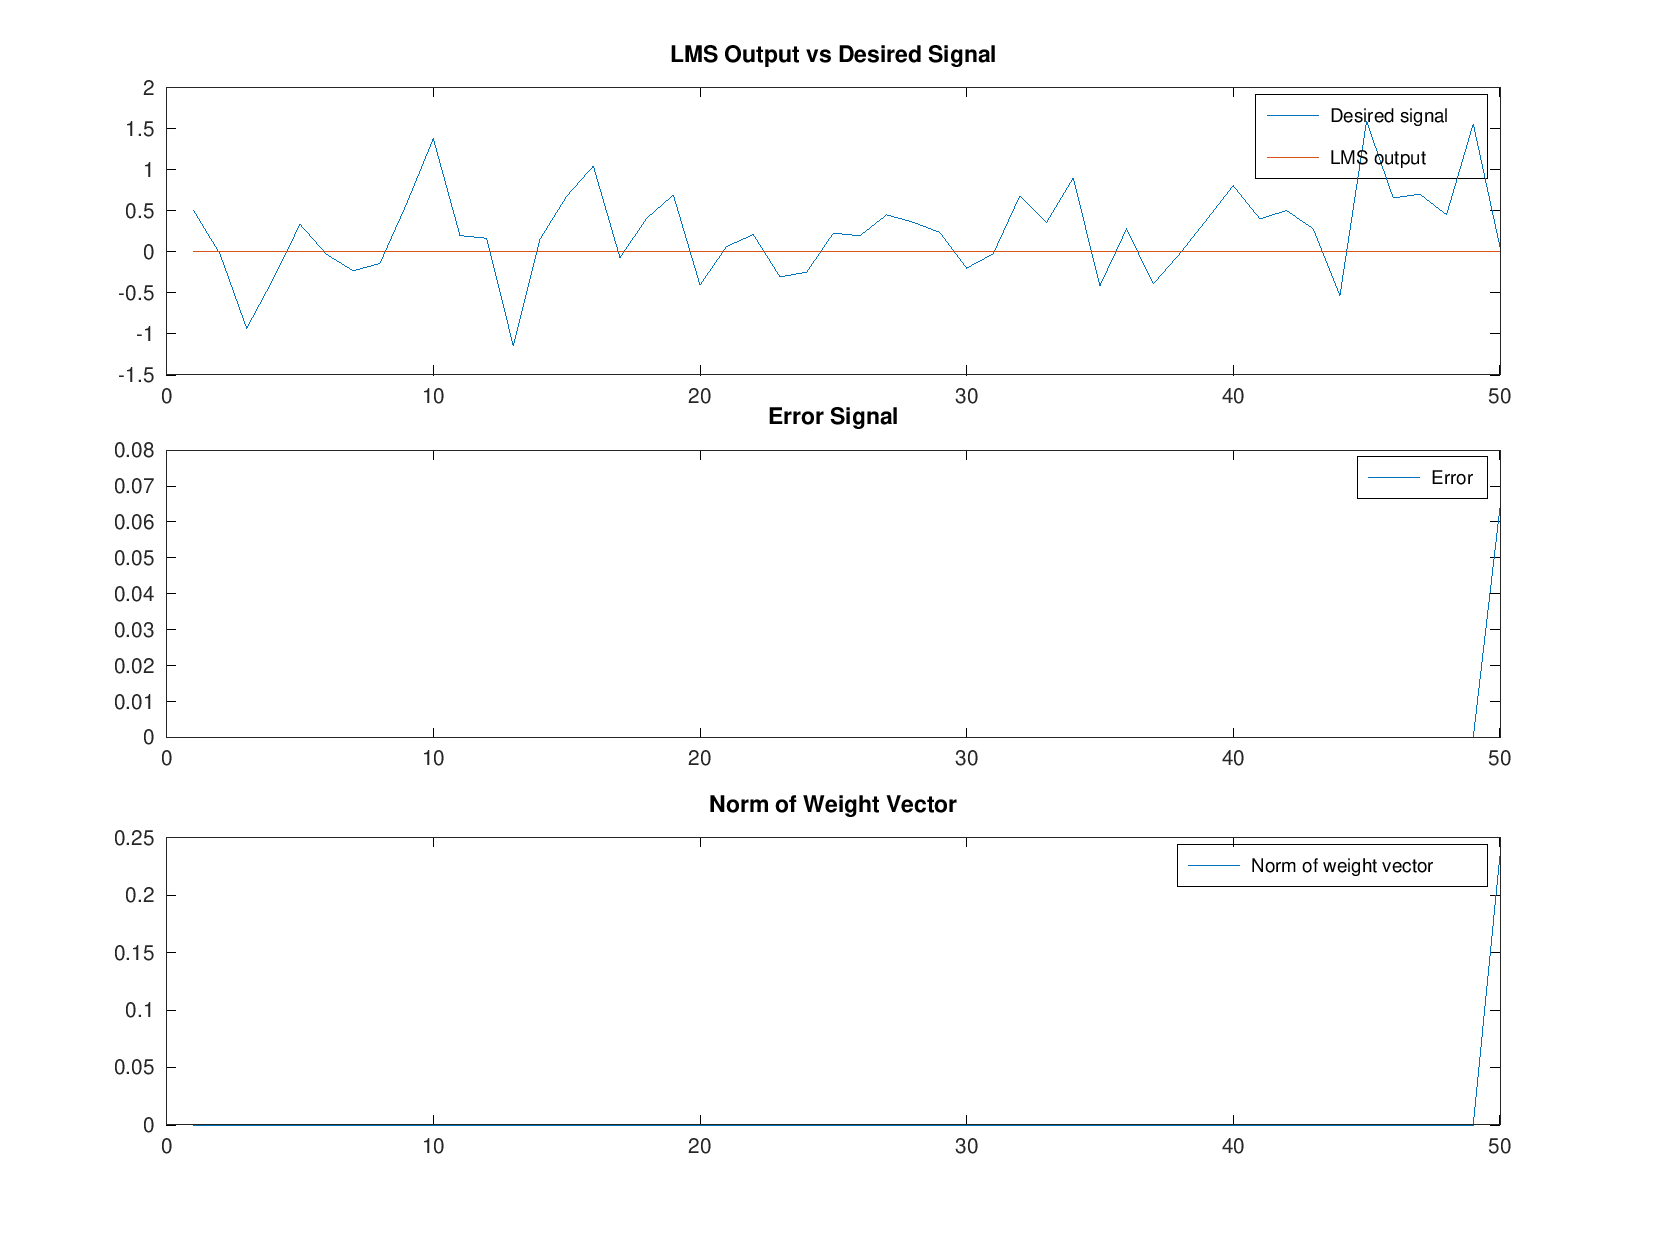 LMS Output vs Desired Signal
2
1.5
1
0.5
0
-0.5
-1
-1.5
Desired signal
LMS output
0 10 20 30 40 50
Error Signal
0.08
0.07
0.06
0.05
0.04
0.03
0.02
0.01
0
Error
0 10 20 30 40 50
Norm of Weight Vector
0.25
0.2
0.15
0.1
0.05
0
Norm of weight vector
0 10 20 30 40 50